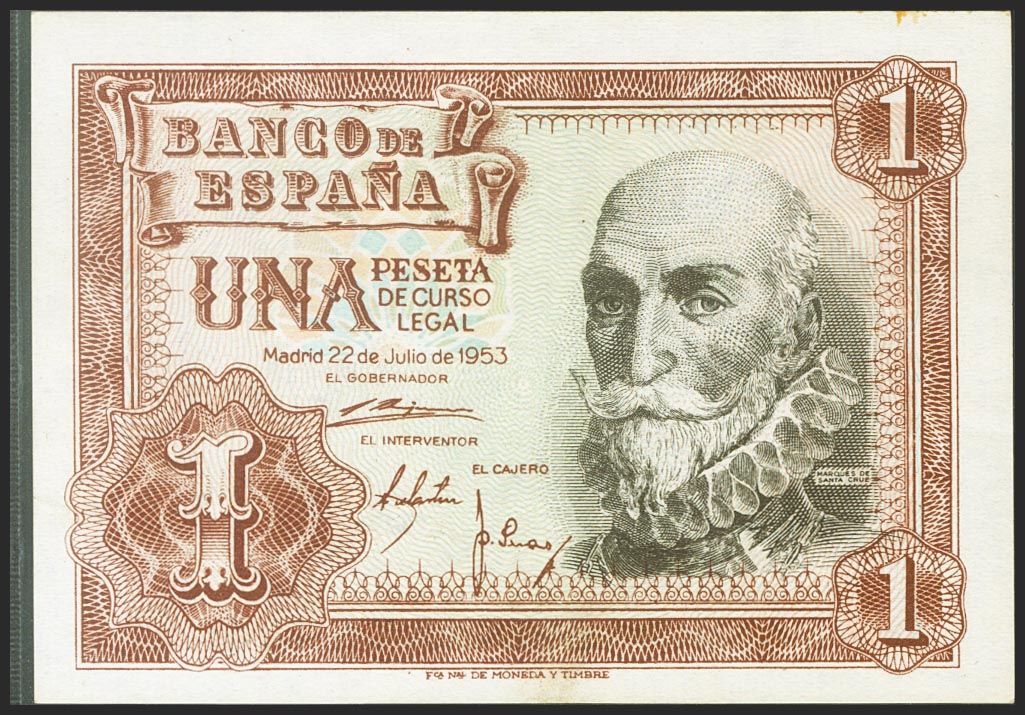 BANCO DE
ESPAÑA
1
UNA PESETA
DE CURSO
LEGAL
Madrid 22 de Julio de 1953
EL GOBERNADOR
EL INTERVENTOR
EL CAJERO
MARQUES DE
SANTA CRUZ
1
1
FCA NAL DE MONEDA Y TIMBRE